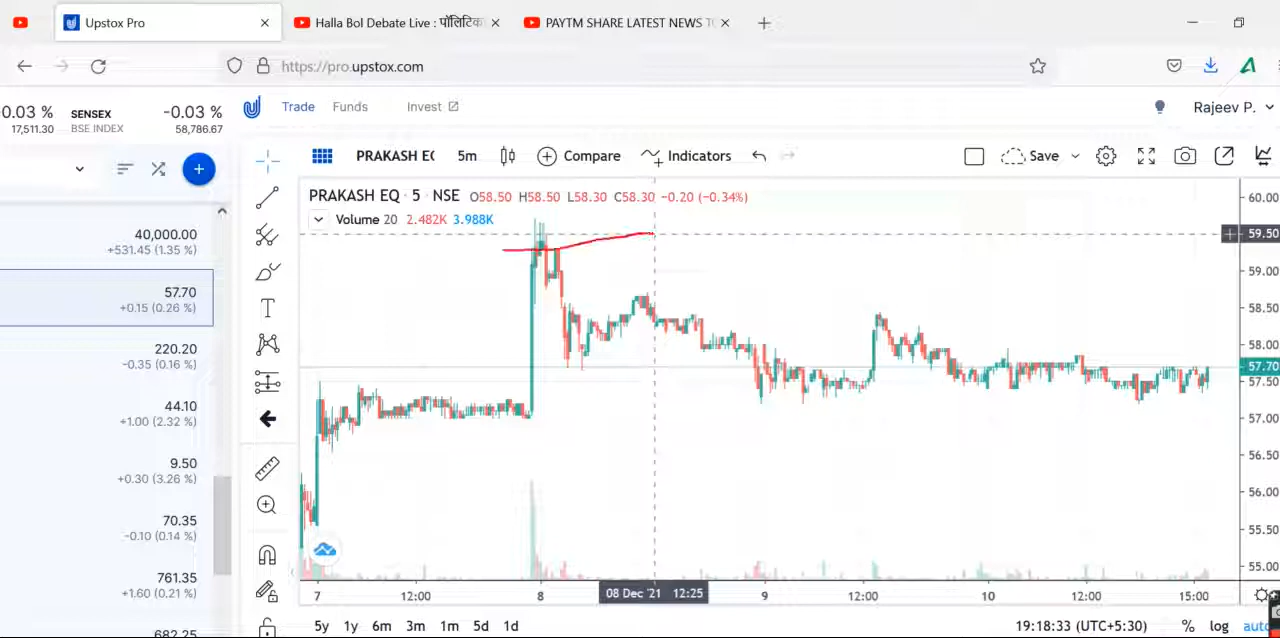 Upstox Pro
Halla Bol Debate Live : पॉलिटिक
PAYTM SHARE LATEST NEWS T
https://pro.upstox.com
0.03 %
17,511.30
SENSEX
BSE INDEX
-0.03 %
58,786.67
Trade
Funds
Invest
Rajeev P.
PRAKASH E
5m
Compare
Indicators
Save
PRAKASH EQ · 5 · NSE O58.50 H58.50 L58.30 C58.30 -0.20 (-0.34%)
Volume 20 2.482K 3.988K
40,000.00
+531.45 (1.35 %)
57.70
+0.15 (0.26 %)
220.20
-0.35 (0.16 %)
44.10
+1.00 (2.32 %)
9.50
+0.30 (3.26 %)
70.35
-0.10 (0.14 %)
761.35
+1.60 (0.21 %)
682.25
60.00
59.50
59.00
58.50
58.00
57.70
57.50
57.00
56.50
56.00
55.50
55.00
7
12:00
8
08 Dec '21 12:25
9
12:00
10
12:00
15:00
5y 1y 6m 3m 1m 5d 1d
19:18:33 (UTC+5:30)
% log auto